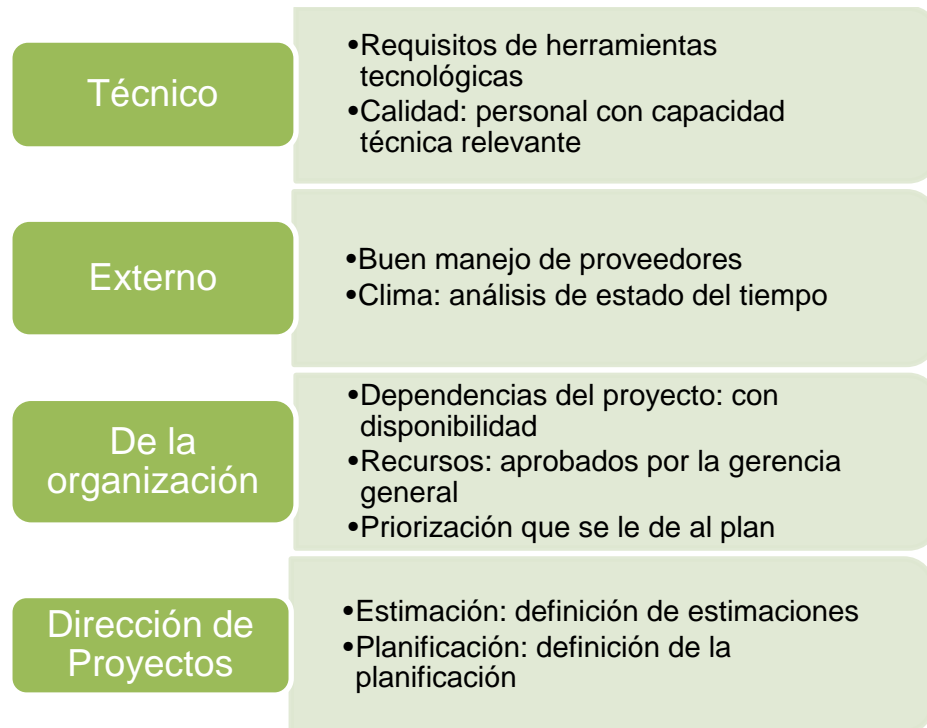 Técnico
•Requisitos de herramientas
tecnológicas
•Calidad: personal con capacidad
técnica relevante
Externo
•Buen manejo de proveedores
•Clima: análisis de estado del tiempo
De la
organización
•Dependencias del proyecto: con
disponibilidad
•Recursos: aprobados por la gerencia
general
•Priorización que se le de al plan
Dirección de
Proyectos
•Estimación: definición de estimaciones
•Planificación: definición de la
planificación